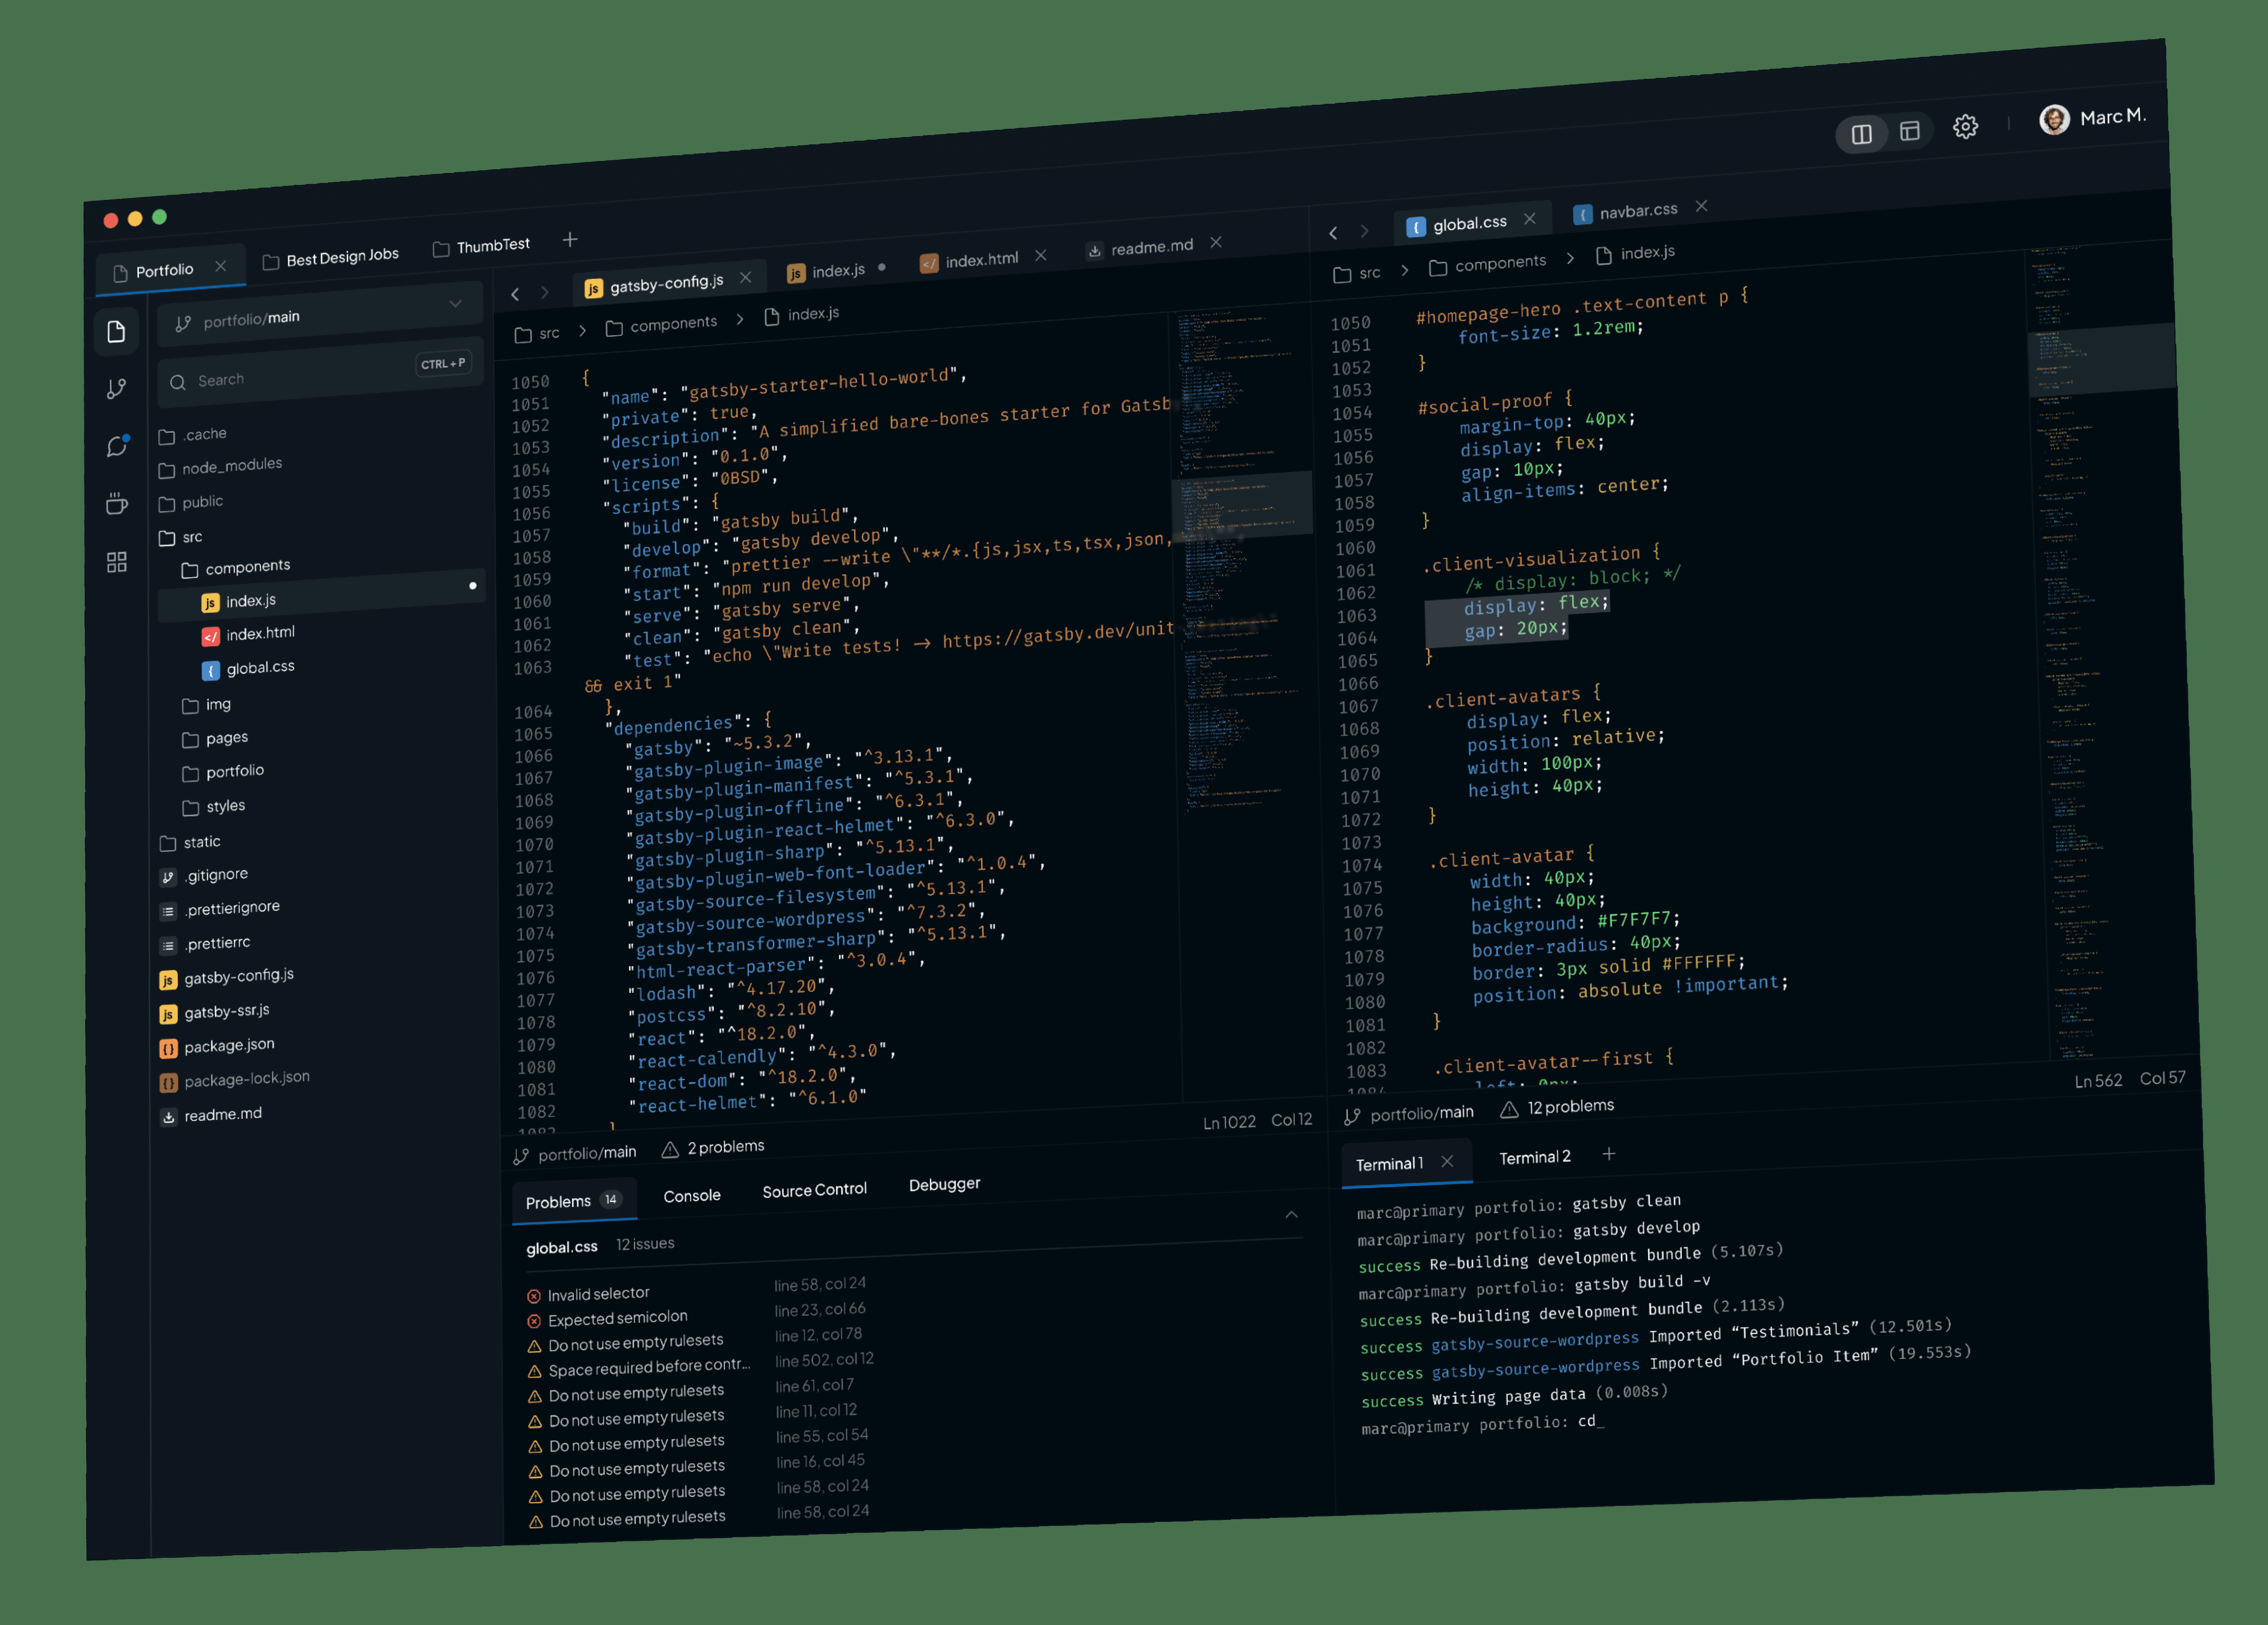 Marc M.
Portfolio
Best Design Jobs
ThumbTest
portfolio/main
Search
CTRL + P
.cache
node_modules
public
src
components
index.js
index.html
global.css
img
pages
portfolio
styles
static
.gitignore
.prettierignore
.prettierrc
gatsby-config.js
gatsby-ssr.js
package.json
package-lock.json
readme.md
gatsby-config.js
index.js
index.html
readme.md
src > components > index.js
1050 {
1051 "name": "gatsby-starter-hello-world",
1052 "private": true,
1053 "description": "A simplified bare-bones starter for Gatsb
1054 "version": "0.1.0",
1055 "license": "0BSD",
1056 "scripts": {
1057 "build": "gatsby build",
1058 "develop": "gatsby develop",
1059 "format": "prettier --write \"**/*.{js,jsx,ts,tsx,json,
1060 "start": "npm run develop",
1061 "serve": "gatsby serve",
1062 "clean": "gatsby clean",
1063 "test": "echo \"Write tests! -> https://gatsby.dev/unit
&& exit 1"
1064 },
1065 "dependencies": {
1066 "gatsby": "~5.3.2",
1067 "gatsby-plugin-image": "^3.13.1",
1068 "gatsby-plugin-manifest": "^5.3.1",
1069 "gatsby-plugin-offline": "^6.3.1",
1070 "gatsby-plugin-react-helmet": "^6.3.0",
1071 "gatsby-plugin-sharp": "^5.13.1",
1072 "gatsby-plugin-web-font-loader": "^1.0.4",
1073 "gatsby-source-filesystem": "^5.13.1",
1074 "gatsby-source-wordpress": "^7.3.2",
1075 "gatsby-transformer-sharp": "^5.13.1",
1076 "html-react-parser": "^3.0.4",
1077 "lodash": "^4.17.20",
1078 "postcss": "^8.2.10",
1079 "react": "^18.2.0",
1080 "react-calendly": "^4.3.0",
1081 "react-dom": "^18.2.0",
1082 "react-helmet": "^6.1.0"
1083 }
portfolio/main 2 problems Ln 1022 Col 12
global.css
navbar.css
src > components > index.js
1050 #homepage-hero .text-content p {
1051 font-size: 1.2rem;
1052 }
1053
1054 #social-proof {
1055 margin-top: 40px;
1056 display: flex;
1057 gap: 10px;
1058 align-items: center;
1059 }
1060
1061 .client-visualization {
1062 /* display: block; */
1063 display: flex;
1064 gap: 20px;
1065 }
1066
1067 .client-avatars {
1068 display: flex;
1069 position: relative;
1070 width: 100px;
1071 height: 40px;
1072 }
1073
1074 .client-avatar {
1075 width: 40px;
1076 height: 40px;
1077 background: #F7F7F7;
1078 border-radius: 40px;
1079 border: 3px solid #FFFFFF;
1080 position: absolute !important;
1081 }
1082
1083 .client-avatar--first {
1084 left: 0px;
portfolio/main 12 problems Ln 562 Col 57
Problems 14 Console Source Control Debugger
global.css 12 issues
Invalid selector line 58, col 24
Expected semicolon line 23, col 66
Do not use empty rulesets line 12, col 78
Space required before contr... line 502, col 12
Do not use empty rulesets line 61, col 7
Do not use empty rulesets line 11, col 12
Do not use empty rulesets line 55, col 54
Do not use empty rulesets line 16, col 45
Do not use empty rulesets line 58, col 24
Do not use empty rulesets line 58, col 24
Terminal 1 Terminal 2
marc@primary portfolio: gatsby clean
marc@primary portfolio: gatsby develop
success Re-building development bundle (5.107s)
marc@primary portfolio: gatsby build -v
success Re-building development bundle (2.113s)
success gatsby-source-wordpress Imported “Testimonials” (12.501s)
success gatsby-source-wordpress Imported “Portfolio Item” (19.553s)
success Writing page data (0.008s)
marc@primary portfolio: cd_